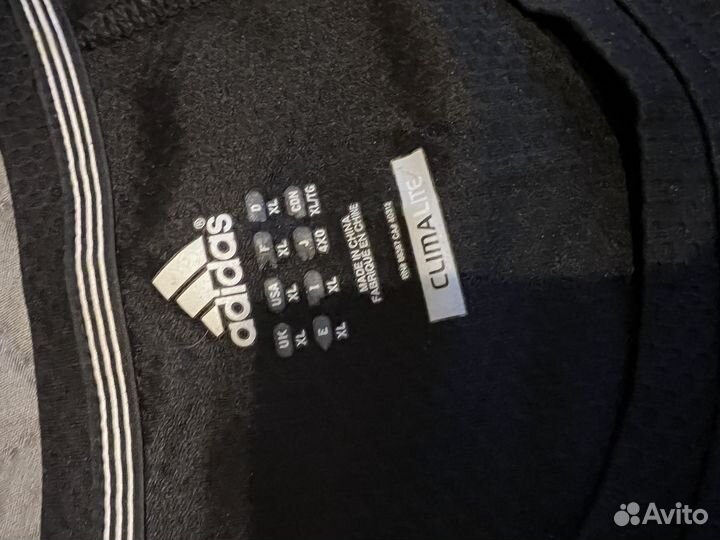 adidas®
UK USA F D
XL XL XL XL
E I J CDN
XL XL 4XO XL/TG
MADE IN CHINA
FABRIQUE EN CHINE
CLIMALITE
Avito